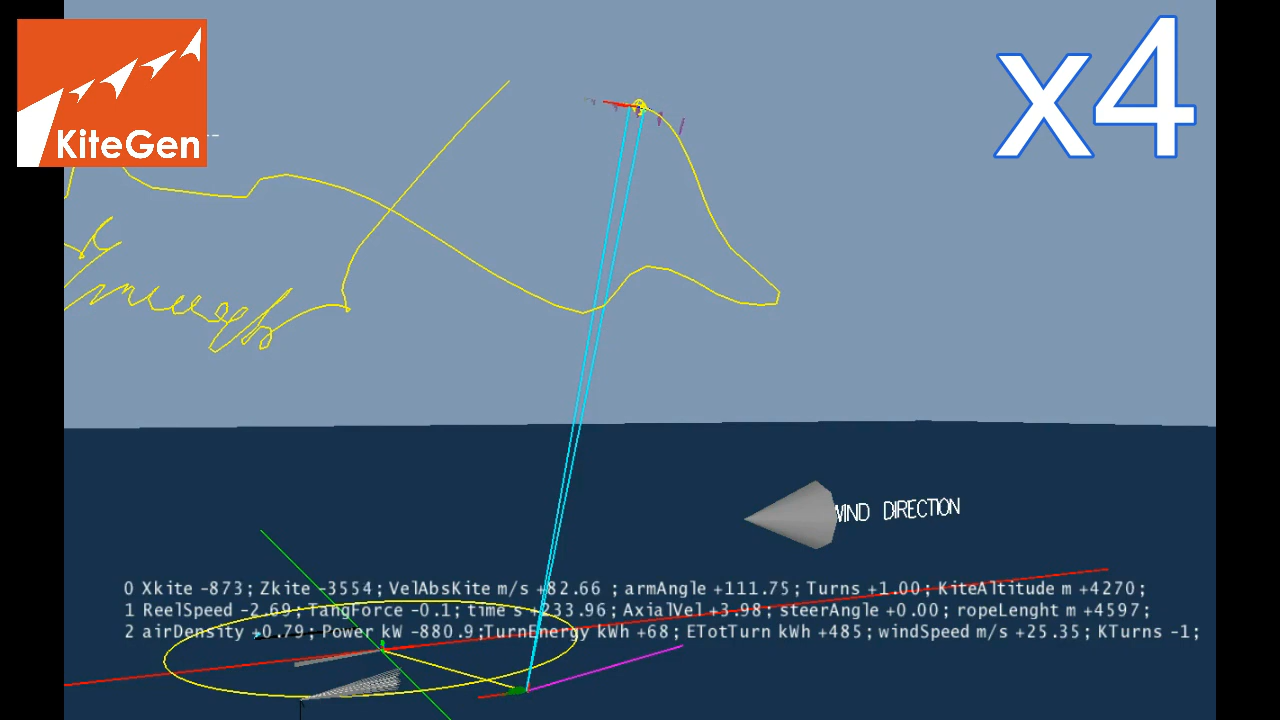 KiteGen
x4
WIND DIRECTION
0 Xkite -873; Zkite -3554; VelAbsKite m/s +82.66 ; armAngle +111.75; Turns +1.00; KiteAltitude m +4270;
1 ReelSpeed -2.69; TangForce -0.1; time s +233.96; AxialVel +3.98; steerAngle +0.00; ropeLenght m +4597;
2 airDensity +0.79; Power kW -880.9;TurnEnergy kWh +68; ETotTurn kWh +485; windSpeed m/s +25.35; KTurns -1;